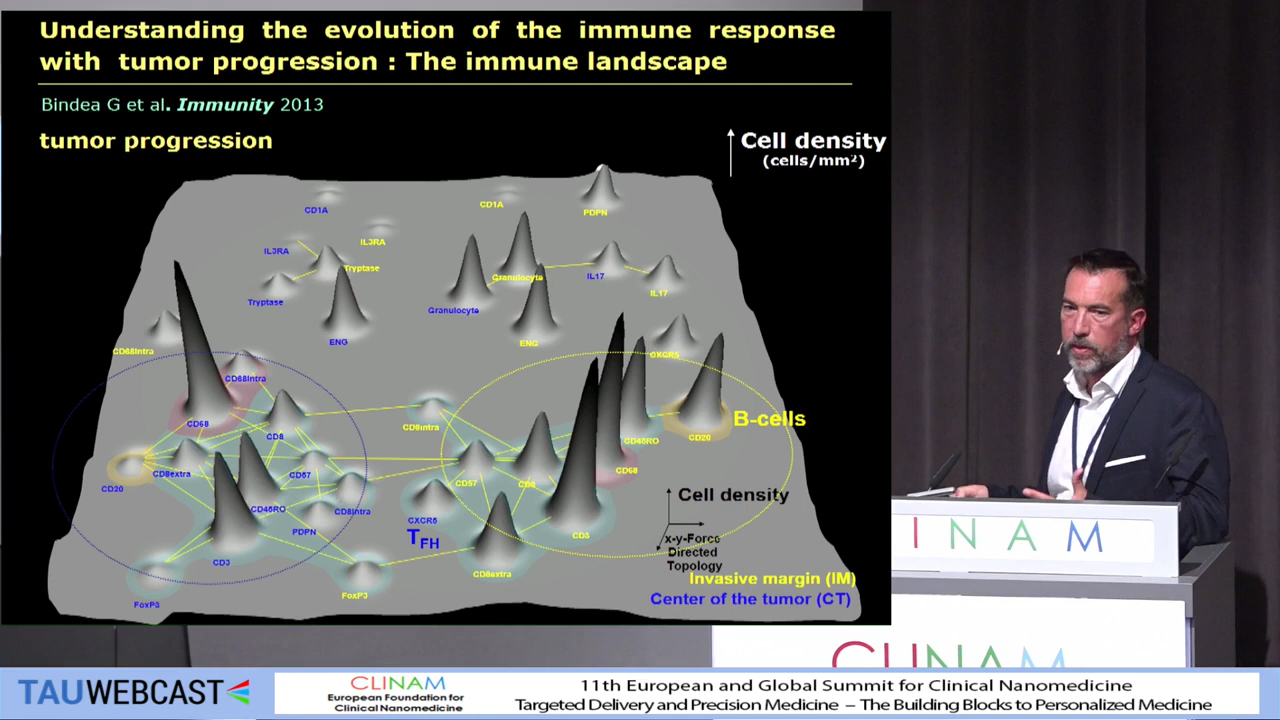 Understanding the evolution of the immune response
with tumor progression : The immune landscape
Bindea G et al. Immunity 2013
tumor progression
Cell density
(cells/mm²)
CD1A
CD1A
PDPN
IL3RA
IL3RA
Tryptase
Tryptase
Granulocyte
Granulocyte
IL17
IL17
ENG
ENG
CD68Intra
CXCR5
CD68Intra
CD68
CD8
CD8Intra
B-cells
CD20
CD45RO
CD68
CD8extra
CD57
CD57
CD8
CD20
CD45RO
CD8Intra
PDPN
CXCR5
TFH
CD3
CD3
CD8extra
FoxP3
FoxP3
Cell density
x-y-Force
Directed
Topology
Invasive margin (IM)
Center of the tumor (CT)
INAM
CLINAM
TAUWEBCAST
CLINAM
European Foundation for
Clinical Nanomedicine
11th European and Global Summit for Clinical Nanomedicine
Targeted Delivery and Precision Medicine – The Building Blocks to Personalized Medicine